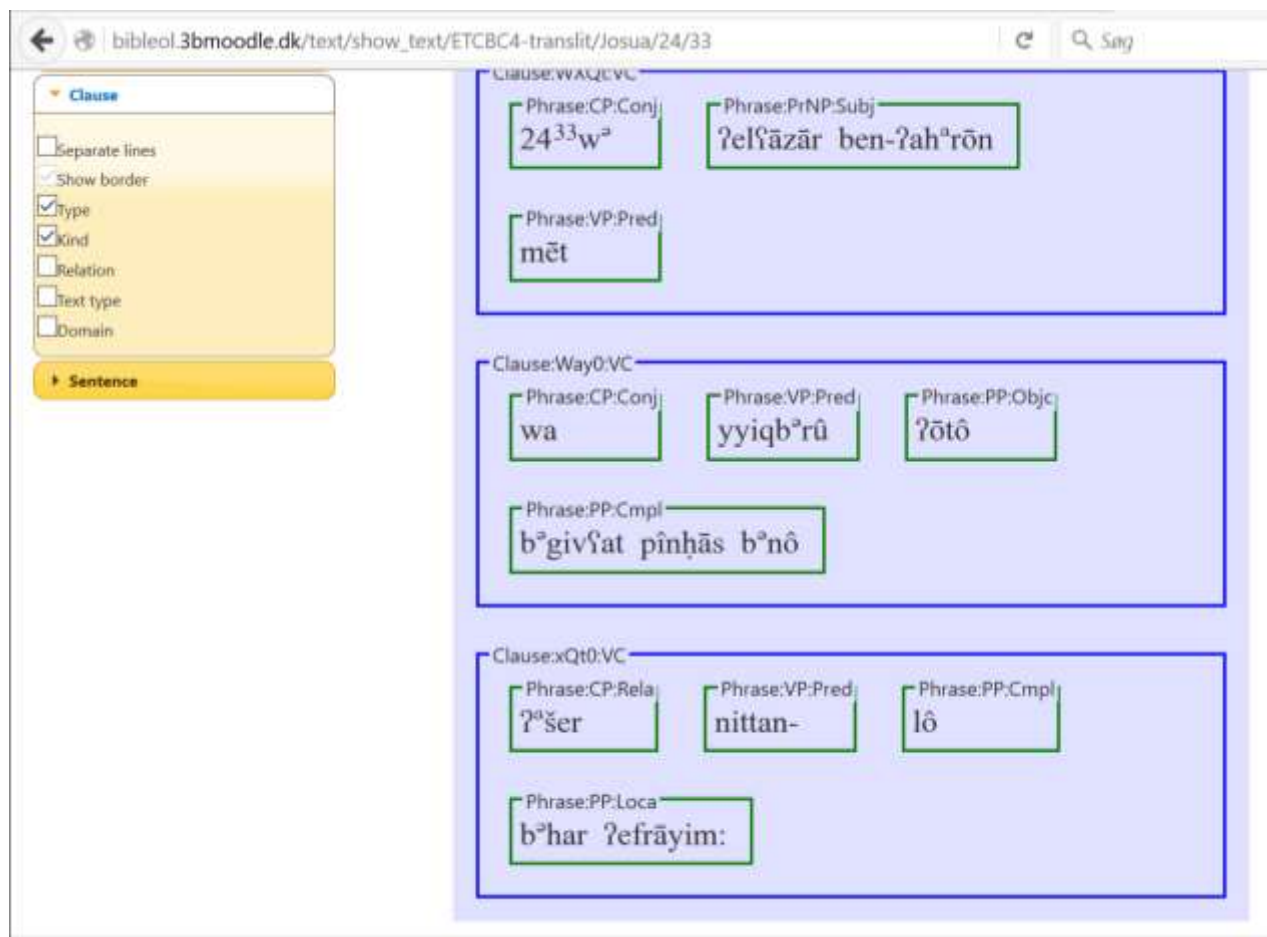 bibleol.3bmoodle.dk/text/show_text/ETCBC4-translit/Josua/24/33
Søg
Clause
Separate lines
Show border
Type
Kind
Relation
Text type
Domain
Sentence
Clause:WXQt:VC
Phrase:CP:Conj Phrase:PrNP:Subj
24³³wᵊ ʔelʕāzār ben-ʔahᵃrōn
Phrase:VP:Pred
mēt
Clause:Way0:VC
Phrase:CP:Conj Phrase:VP:Pred Phrase:PP:Objc
wa yyiqbᵊrû ʔōtô
Phrase:PP:Cmpl
bᵊgivʕat pînḥās bᵊnô
Clause:xQt0:VC
Phrase:CP:Rela Phrase:VP:Pred Phrase:PP:Cmpl
ʔᵃšer nittan- lô
Phrase:PP:Loca
bᵊhar ʔefrāyim: